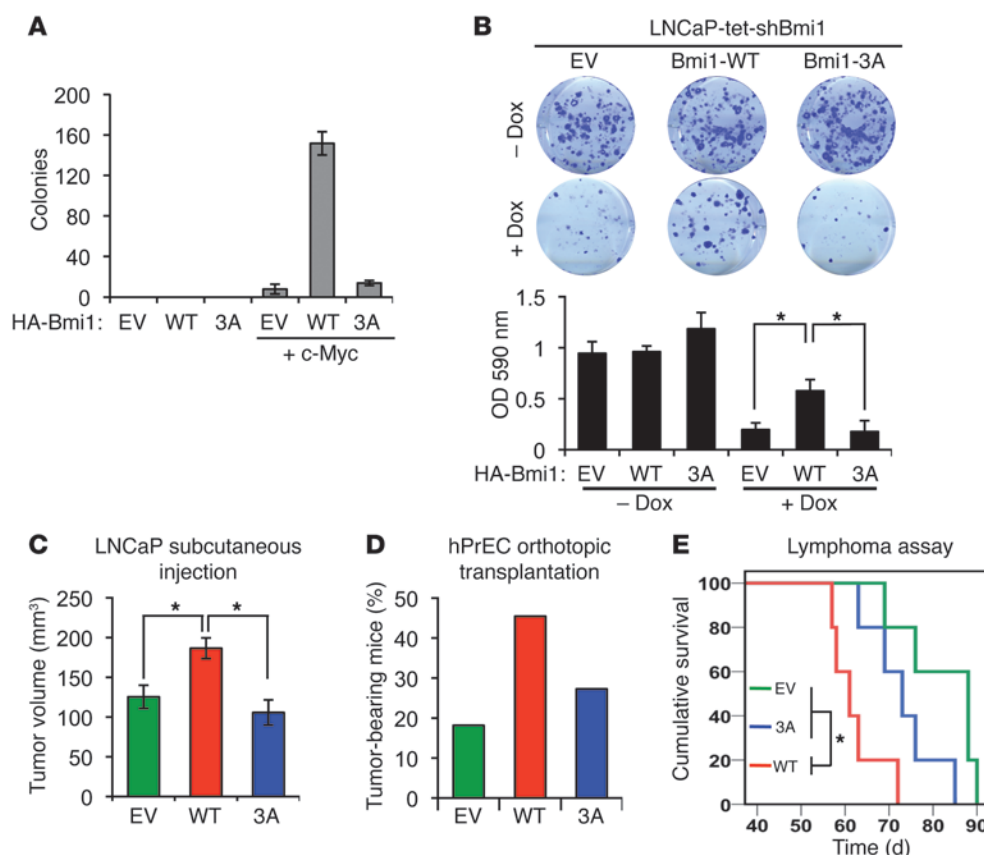 A
200
160
120
80
40
0
Colonies
HA-Bmi1: EV WT 3A EV WT 3A
+ c-Myc
B
LNCaP-tet-shBmi1
EV Bmi1-WT Bmi1-3A
– Dox
+ Dox
1.5
1
0.5
0
OD 590 nm
* *
HA-Bmi1: EV WT 3A EV WT 3A
– Dox + Dox
C
LNCaP subcutaneous
injection
250
200
150
100
50
0
Tumor volume (mm³)
* *
EV WT 3A
D
hPrEC orthotopic
transplantation
50
40
30
20
10
0
Tumor-bearing mice (%)
EV WT 3A
E
Lymphoma assay
100
80
60
40
20
0
Cumulative survival
EV
3A
WT
*
40 50 60 70 80 90
Time (d)